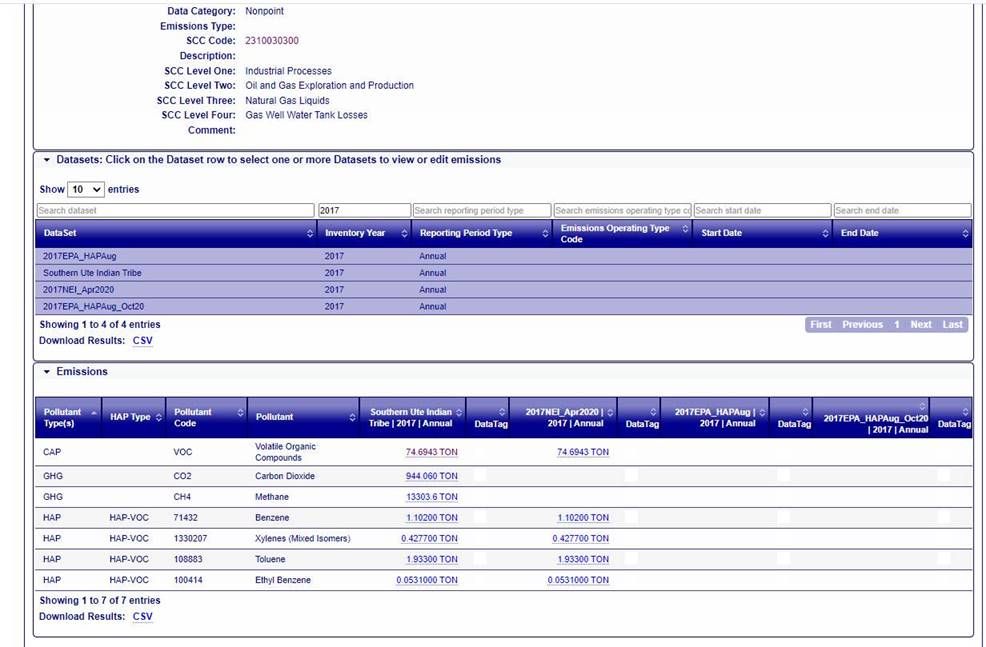 Data Category: Nonpoint
Emissions Type:
SCC Code: 2310030300
Description:
SCC Level One: Industrial Processes
SCC Level Two: Oil and Gas Exploration and Production
SCC Level Three: Natural Gas Liquids
SCC Level Four: Gas Well Water Tank Losses
Comment:
Datasets: Click on the Dataset row to select one or more Datasets to view or edit emissions
Show 10 entries
Search dataset 2017 Search reporting period type Search emissions operating type co Search start date Search end date
DataSet Inventory Year Reporting Period Type Emissions Operating Type Code Start Date End Date
2017EPA_HAPAug 2017 Annual
Southern Ute Indian Tribe 2017 Annual
2017NEI_Apr2020 2017 Annual
2017EPA_HAPAug_Oct20 2017 Annual
Showing 1 to 4 of 4 entries First Previous 1 Next Last
Download Results: CSV
Emissions
Pollutant Type(s) HAP Type Pollutant Code Pollutant Southern Ute Indian Tribe | 2017 | Annual DataTag 2017NEI_Apr2020 | 2017 | Annual DataTag 2017EPA_HAPAug | 2017 | Annual DataTag 2017EPA_HAPAug_Oct20 | 2017 | Annual DataTag
CAP VOC Volatile Organic Compounds 74.6943 TON 74.6943 TON
GHG CO2 Carbon Dioxide 944.060 TON
GHG CH4 Methane 13303.6 TON
HAP HAP-VOC 71432 Benzene 1.10200 TON 1.10200 TON
HAP HAP-VOC 1330207 Xylenes (Mixed Isomers) 0.427700 TON 0.427700 TON
HAP HAP-VOC 108883 Toluene 1.93300 TON 1.93300 TON
HAP HAP-VOC 100414 Ethyl Benzene 0.0531000 TON 0.0531000 TON
Showing 1 to 7 of 7 entries
Download Results: CSV